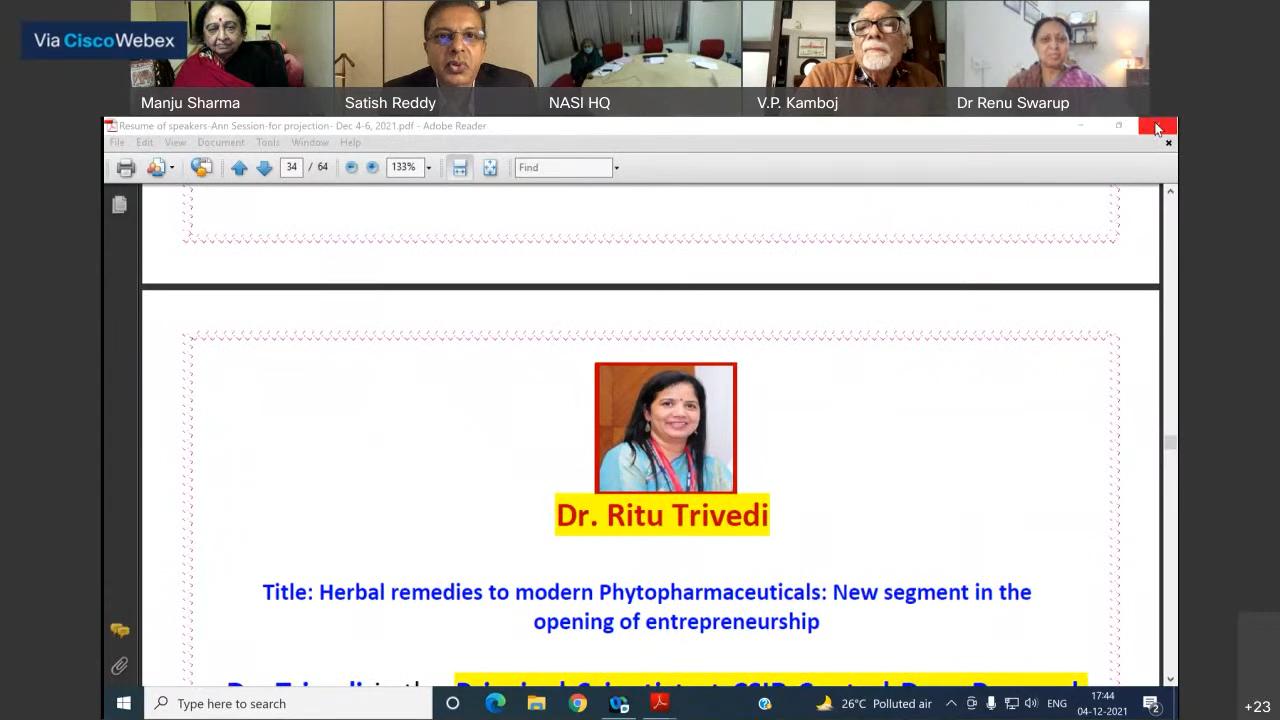 Via Cisco Webex
Manju Sharma
Satish Reddy
NASI HQ
V.P. Kamboj
Dr Renu Swarup
Resume of speakers-Ann Session-for projection- Dec 4-6, 2021.pdf - Adobe Reader
File Edit View Document Tools Window Help
34 / 64 133% Find
Dr. Ritu Trivedi
Title: Herbal remedies to modern Phytopharmaceuticals: New segment in the
opening of entrepreneurship
Type here to search
26°C Polluted air
ENG
17:44
04-12-2021
2
+23